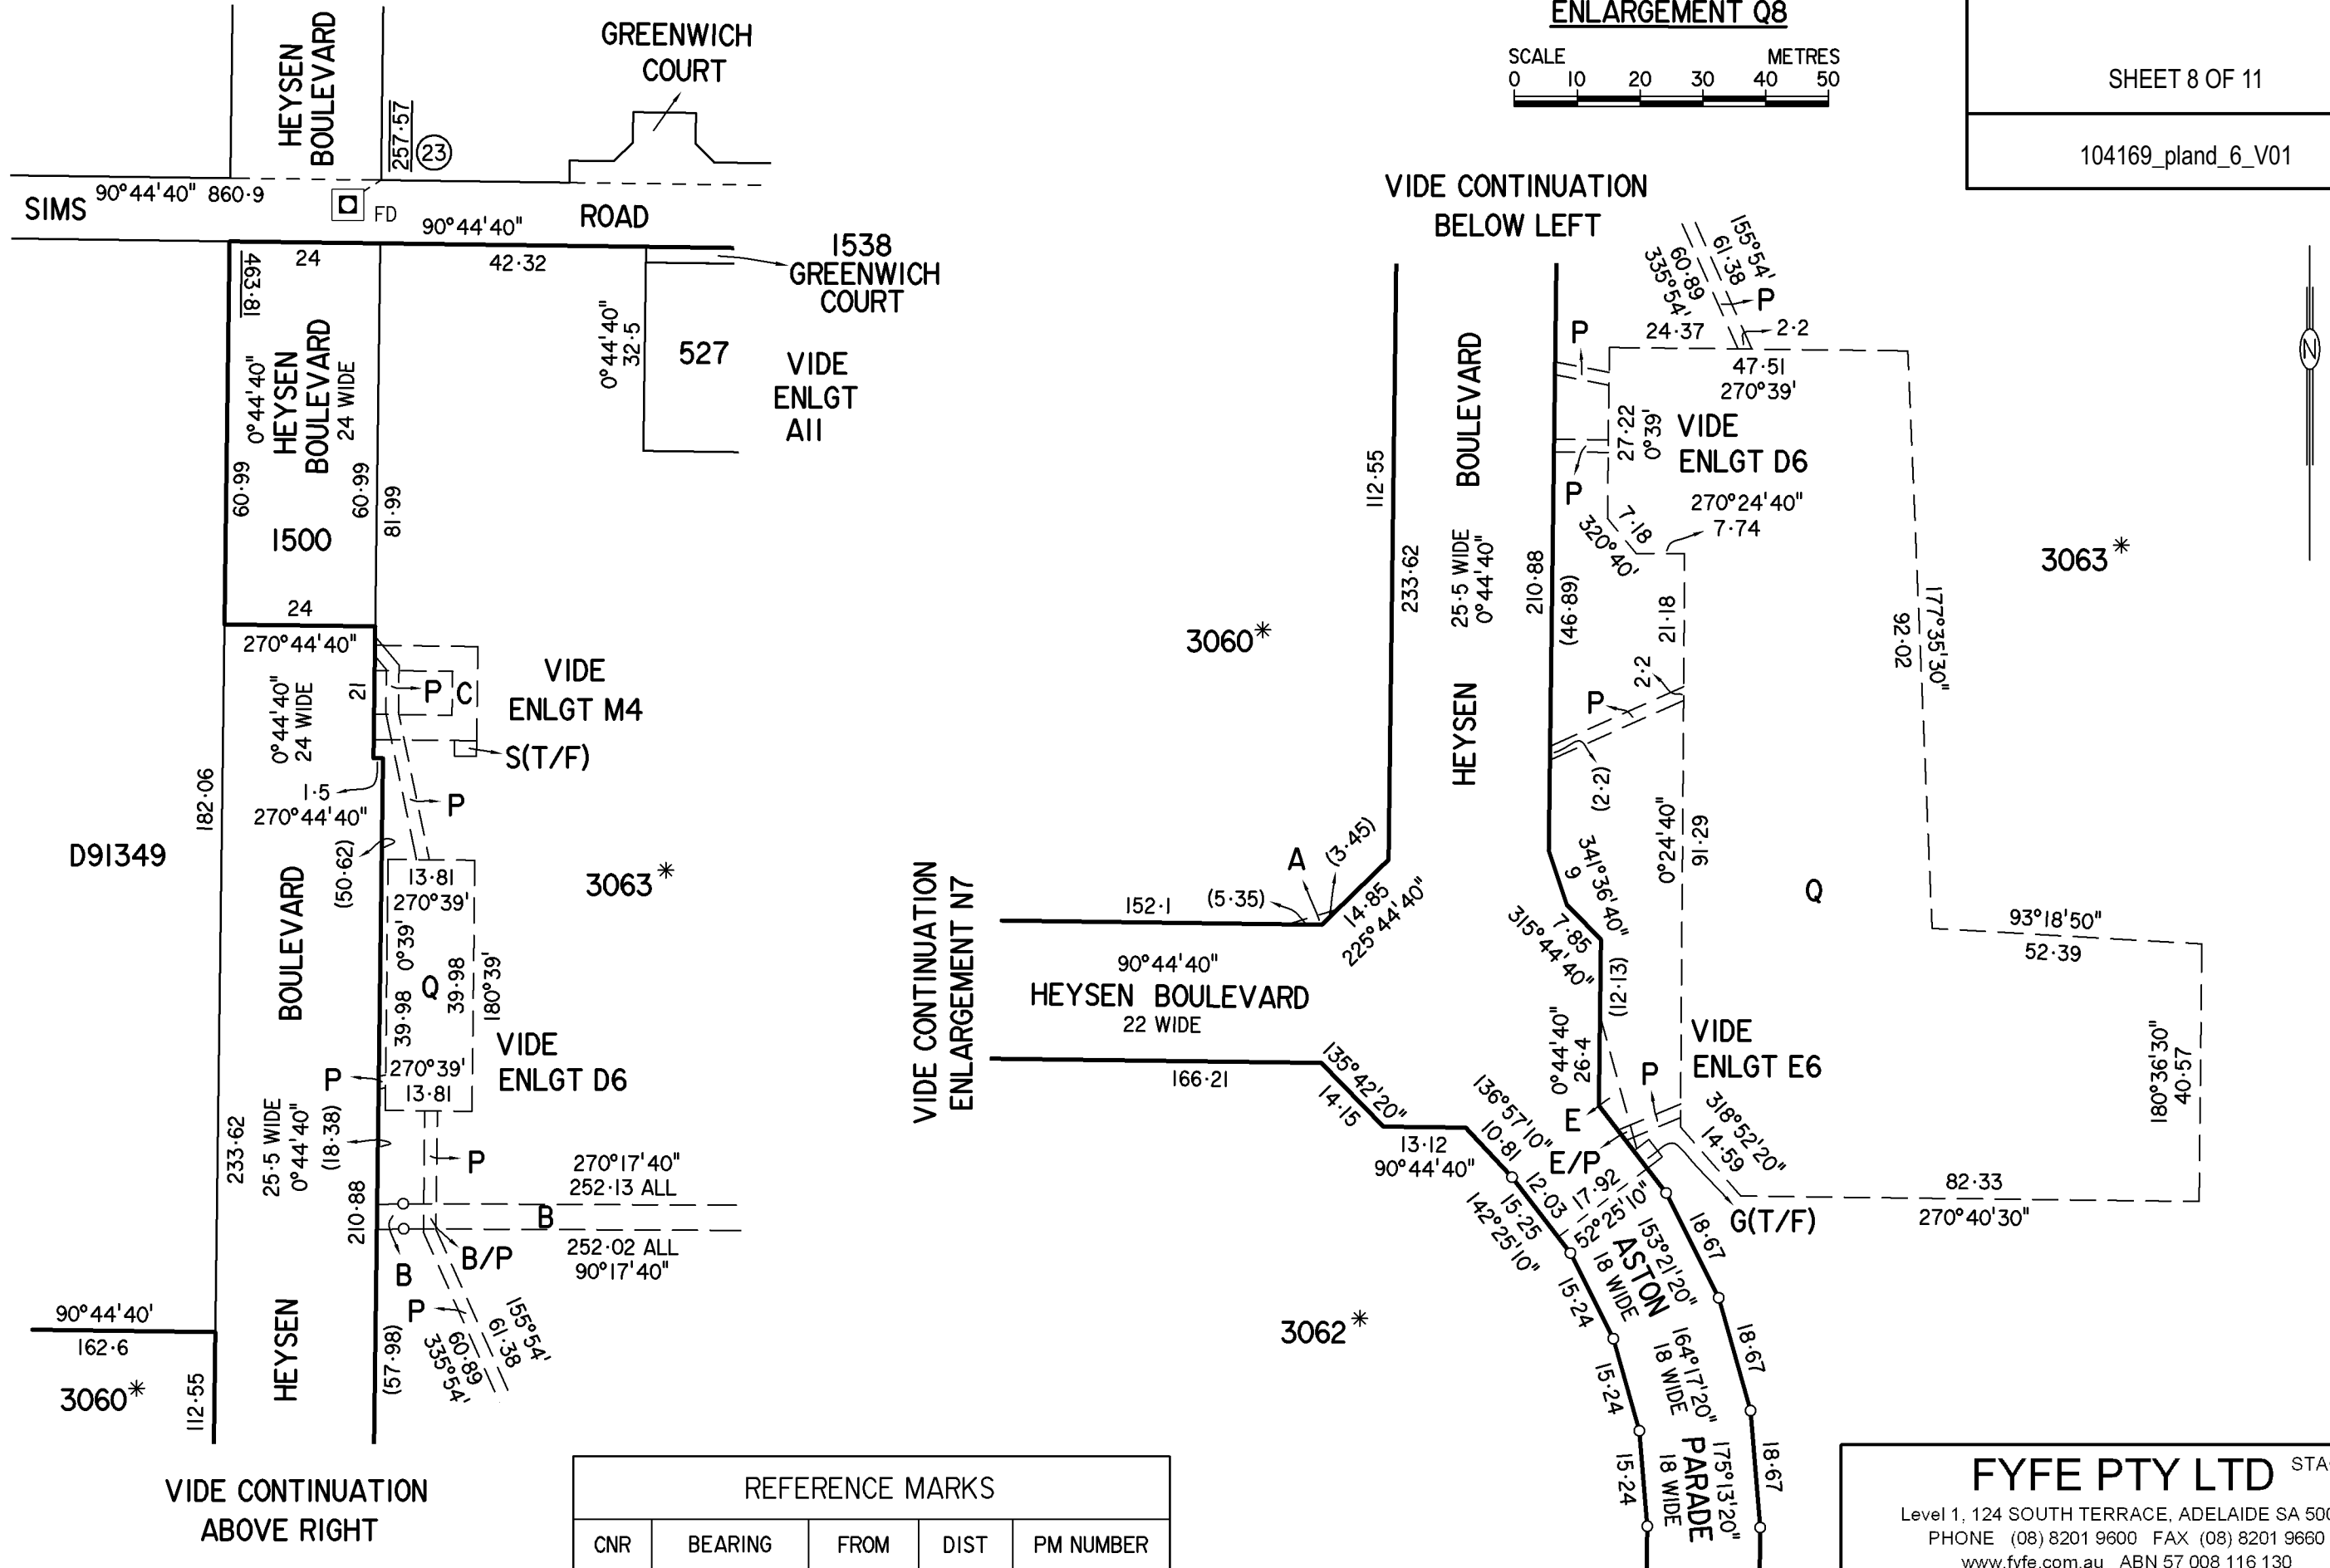 ENLARGEMENT Q8
SCALE METRES
0 10 20 30 40 50
SHEET 8 OF 11
104169_pland_6_V01
HEYSEN
BOULEVARD
GREENWICH
COURT
257·57
23
SIMS
90°44'40" 860·9
FD
90°44'40"
ROAD
24
42·32
1538
GREENWICH
COURT
463·81
0°44'40"
HEYSEN
BOULEVARD
24 WIDE
0°44'40"
32·5
527
VIDE
ENLGT
A11
60·99
60·99
81·99
1500
24
270°44'40"
0°44'40"
24 WIDE
21
P
C
VIDE
ENLGT M4
S(T/F)
1·5
270°44'40"
P
182·06
D91349
(50·62)
13·81
270°39'
3063*
BOULEVARD
39·98 0°39'
Q
39·98
180°39'
VIDE
ENLGT D6
270°39'
13·81
P
233·62
25·5 WIDE
0°44'40"
(18·38)
P
270°17'40"
252·13 ALL
B
210·88
252·02 ALL
90°17'40"
B/P
B
P
90°44'40'
162·6
3060*
112·55
HEYSEN
(57·98)
155°54'
61·38
60·89
335°54'
VIDE CONTINUATION
ABOVE RIGHT
REFERENCE MARKS
CNR BEARING FROM DIST PM NUMBER
VIDE CONTINUATION
BELOW LEFT
155°54'
61·38
60·89
335°54'
P
24·37
2·2
47·51
270°39'
P
BOULEVARD
27·22
0°39'
VIDE
ENLGT D6
P
270°24'40"
7·74
7·18
320°40'
112·55
233·62
25·5 WIDE
0°44'40"
210·88
(46·89)
21·18
3063*
3060*
177°35'30"
92·02
HEYSEN
2·2
P
(2·2)
0°24'40"
91·29
Q
A
(3·45)
(5·35)
152·1
14·85
225°44'40"
341°36'40"
9
7·85
315°44'40"
93°18'50"
52·39
VIDE CONTINUATION
ENLARGEMENT N7
90°44'40"
HEYSEN BOULEVARD
22 WIDE
(12·13)
0°44'40"
26·4
VIDE
ENLGT E6
P
180°36'30"
40·57
166·21
135°42'20"
14·15
13·12
90°44'40"
136°57'10"
10·81
E
E/P
318°52'20"
14·59
82·33
270°40'30"
G(T/F)
12·03
15·25
142°25'10"
17·92
52°25'10"
18 WIDE
ASTON
153°21'20"
18·67
3062*
15·24
164°17'20"
18 WIDE
18·67
15·24
PARADE
175°13'20"
18 WIDE
18·67
15·24
N
FYFE PTY LTD
Level 1, 124 SOUTH TERRACE, ADELAIDE SA 500
PHONE (08) 8201 9600 FAX (08) 8201 9660
www.fyfe.com.au ABN 57 008 116 130